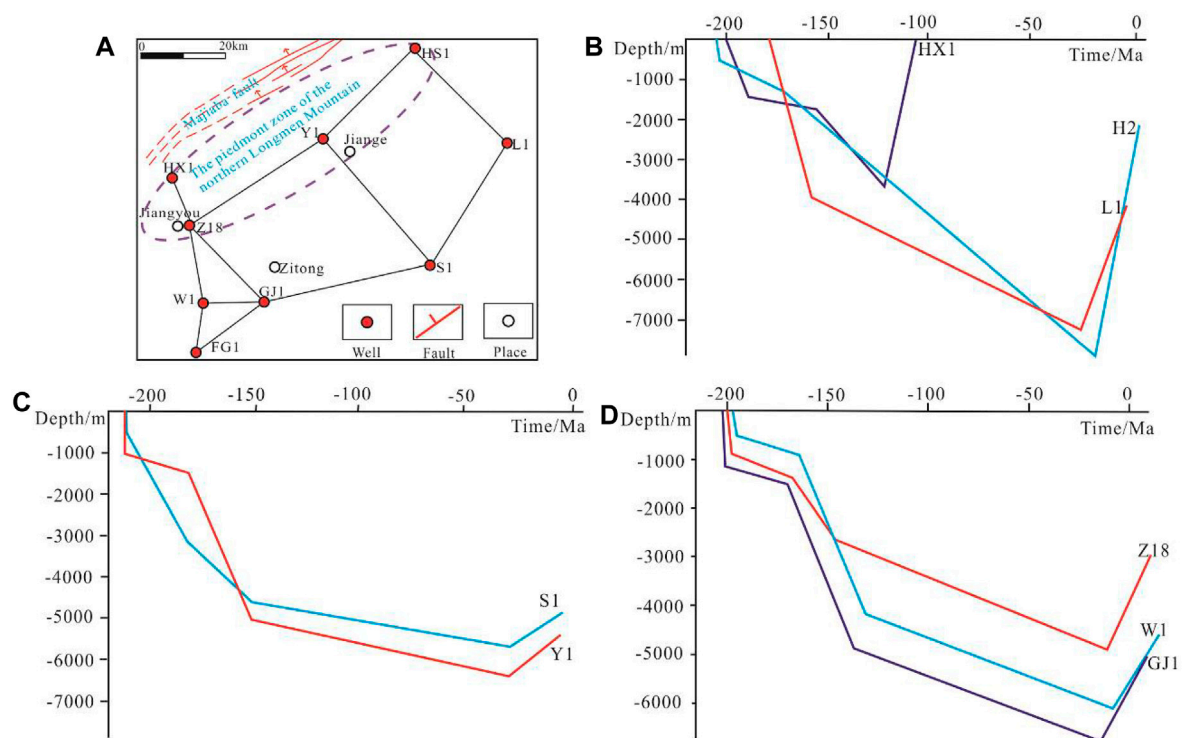 A
0 20km
HS1
Majiaba fault
The piedmont zone of the
northern Longmen Mountain
Y1
Jiange
L1
HX1
Jiangyou
Z18
Zitong
S1
W1
GJ1
FG1
Well
Fault
Place
B
-200 -150 -100 0
Depth/m
Time/Ma
HX1
-1000
-2000
H2
-3000
-4000
L1
-5000
-6000
-7000
C
-200 -150 -100 -50 0
Depth/m
Time/Ma
-1000
-2000
-3000
-4000
S1
-5000
Y1
-6000
-7000
D
-200 -150 -100 -50 0
Depth/m
Time/Ma
-1000
-2000
-3000
Z18
-4000
W1
-5000
GJ1
-6000